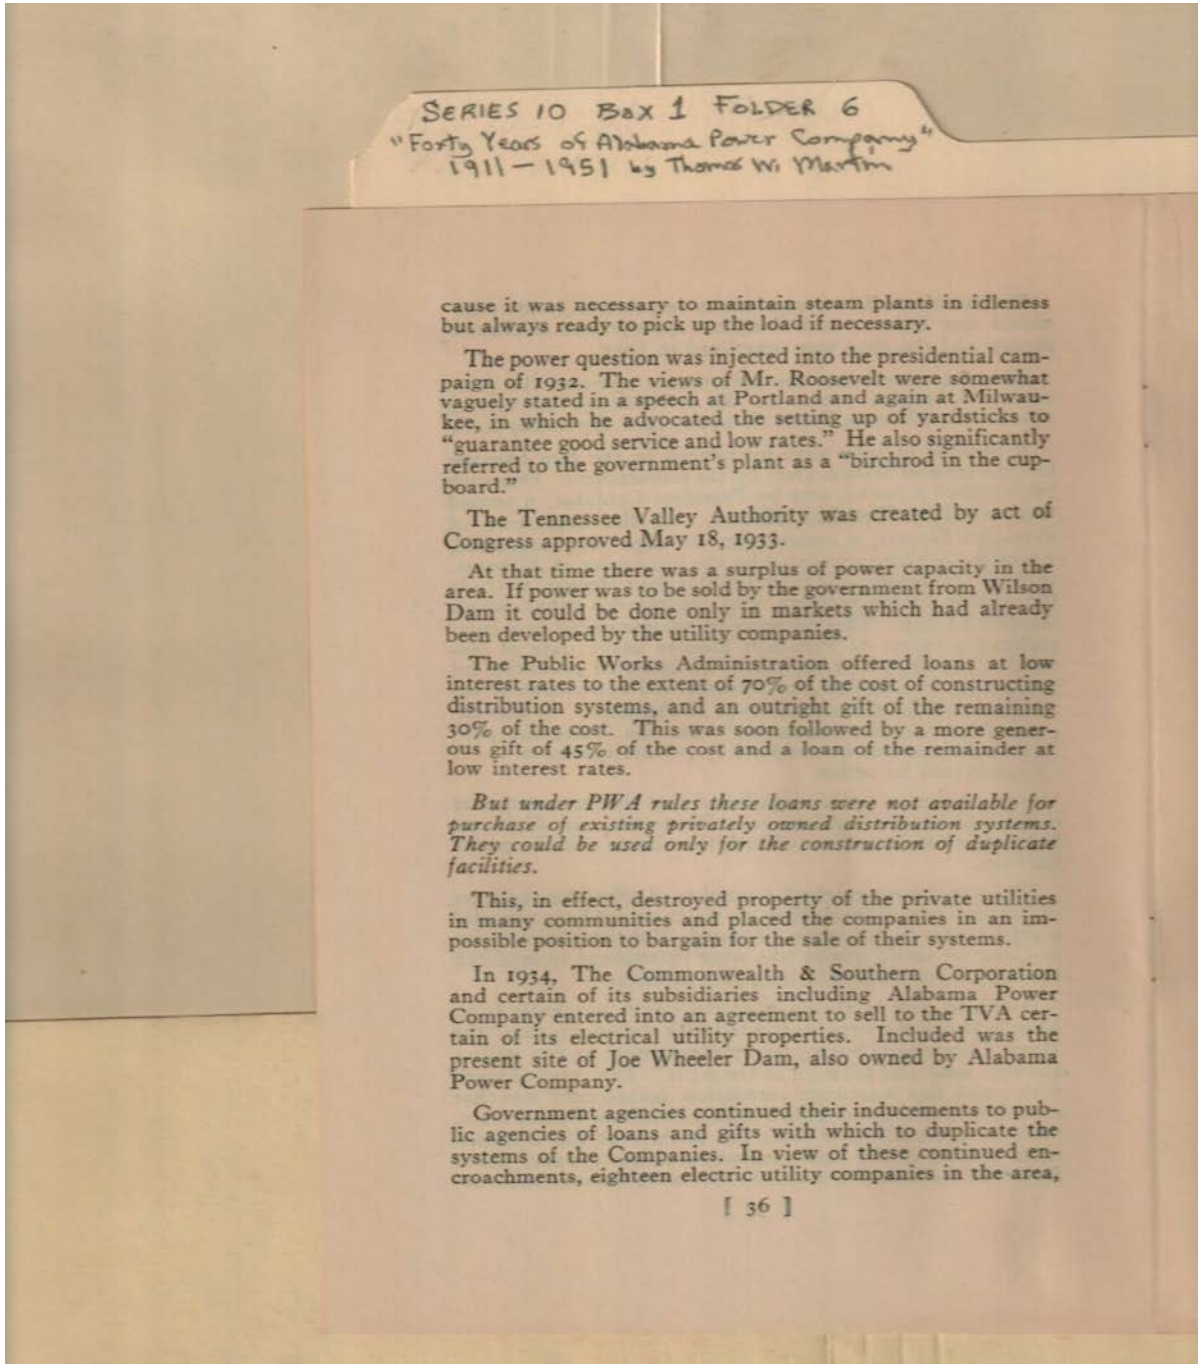 SERIES 10 BOX 1 FOLDER 6
"Forty Years of Alabama Power Company"
1911-1951 by Thomas W. Martin
cause it was necessary to maintain steam plants in idleness
but always ready to pick up the load if necessary.
The power question was injected into the presidential cam-
paign of 1932. The views of Mr. Roosevelt were somewhat
vaguely stated in a speech at Portland and again at Milwau-
kee, in which he advocated the setting up of yardsticks to
“guarantee good service and low rates.” He also significantly
referred to the government’s plant as a “birchrod in the cup-
board.”
The Tennessee Valley Authority was created by act of
Congress approved May 18, 1933.
At that time there was a surplus of power capacity in the
area. If power was to be sold by the government from Wilson
Dam it could be done only in markets which had already
been developed by the utility companies.
The Public Works Administration offered loans at low
interest rates to the extent of 70% of the cost of constructing
distribution systems, and an outright gift of the remaining
30% of the cost. This was soon followed by a more gener-
ous gift of 45% of the cost and a loan of the remainder at
low interest rates.
But under PWA rules these loans were not available for
purchase of existing privately owned distribution systems.
They could be used only for the construction of duplicate
facilities.
This, in effect, destroyed property of the private utilities
in many communities and placed the companies in an im-
possible position to bargain for the sale of their systems.
In 1934, The Commonwealth & Southern Corporation
and certain of its subsidiaries including Alabama Power
Company entered into an agreement to sell to the TVA cer-
tain of its electrical utility properties. Included was the
present site of Joe Wheeler Dam, also owned by Alabama
Power Company.
Government agencies continued their inducements to pub-
lic agencies of loans and gifts with which to duplicate the
systems of the Companies. In view of these continued en-
croachments, eighteen electric utility companies in the area,
[ 36 ]